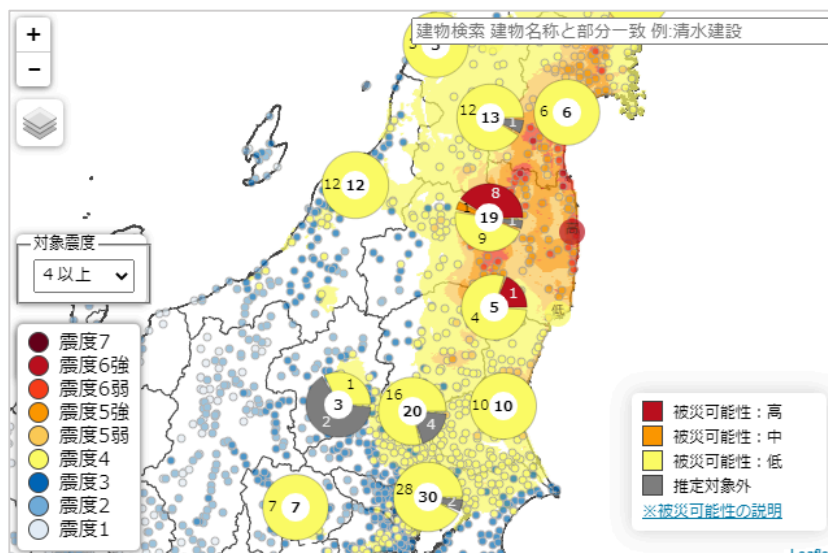 +
−
建物検索 建物名称と部分一致 例:清水建設
12
13
1
6
6
12
12
8
1
19
1
9
高
1
5
4
低
対象震度
4以上
1
3
2
16
20
4
10
10
28
30
2
7
7
震度7
震度6強
震度6弱
震度5強
震度5弱
震度4
震度3
震度2
震度1
被災可能性：高
被災可能性：中
被災可能性：低
推定対象外
※被災可能性の説明